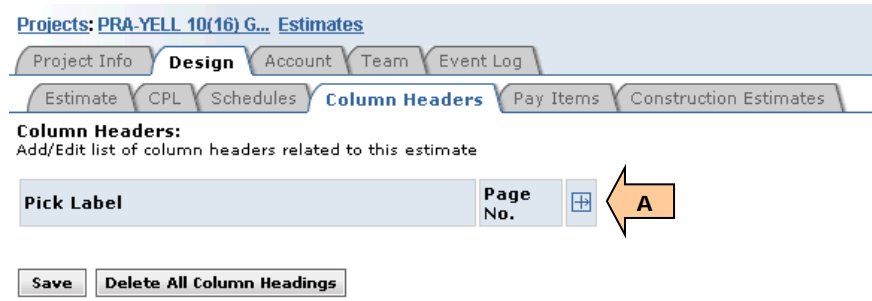 Projects: PRA-YELL 10(16) G... Estimates
Project Info Design Account Team Event Log
Estimate CPL Schedules Column Headers Pay Items Construction Estimates
Column Headers:
Add/Edit list of column headers related to this estimate
Pick Label Page No. A
Save Delete All Column Headings